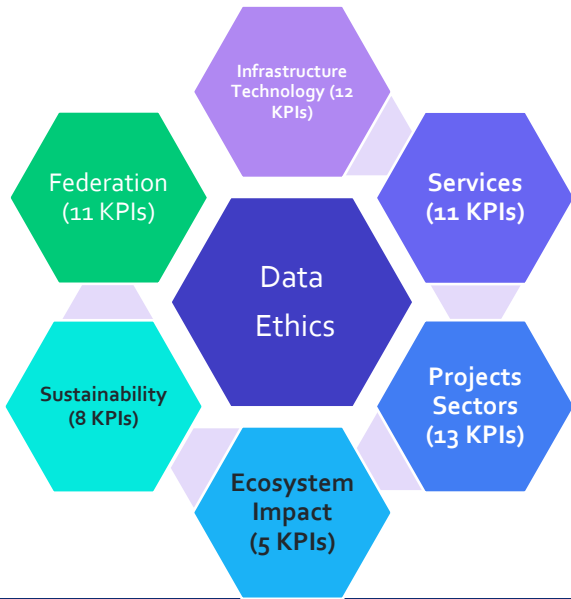 Infrastructure
Technology (12
KPIs)
Federation
(11 KPIs)
Services
(11 KPIs)
Data
Ethics
Sustainability
(8 KPIs)
Projects
Sectors
(13 KPIs)
Ecosystem
Impact
(5 KPIs)